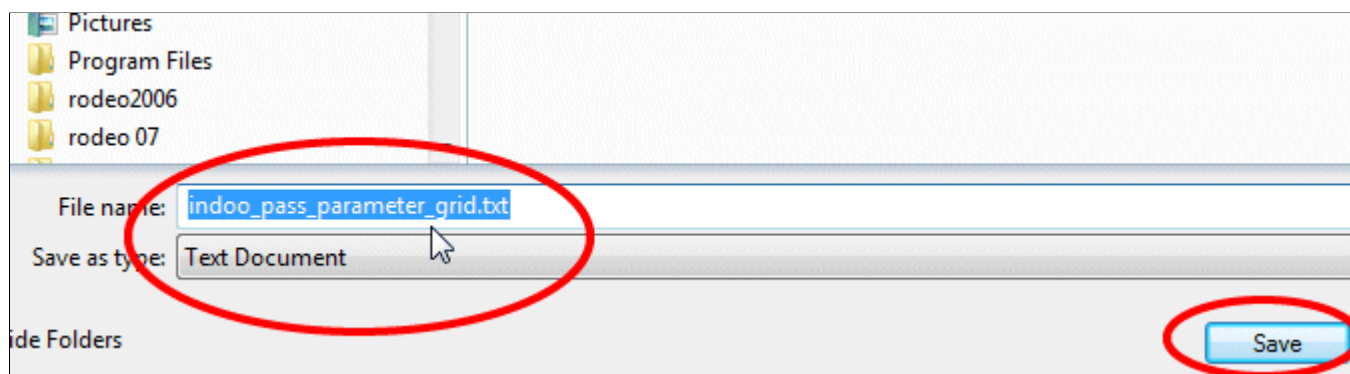 Pictures
Program Files
rodeo2006
rodeo 07
File name: indoo_pass_parameter_grid.txt
Save as type: Text Document
ide Folders
Save